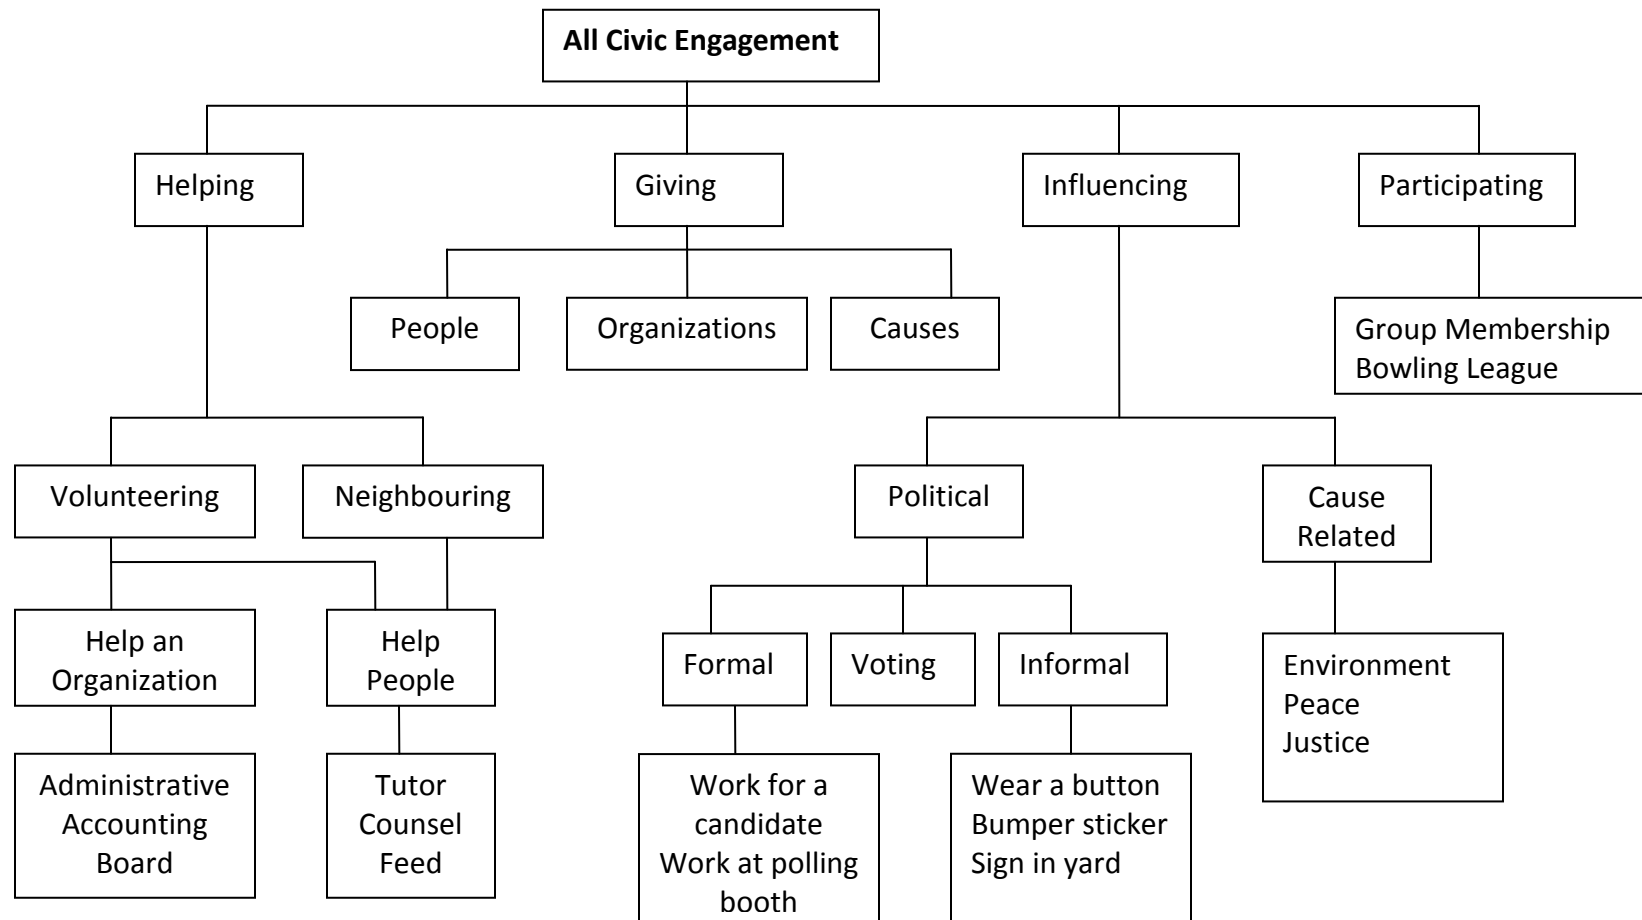 All Civic Engagement
Helping
Giving
Influencing
Participating
People
Organizations
Causes
Group Membership
Bowling League
Volunteering
Neighbouring
Political
Cause
Related
Help an
Organization
Help
People
Formal
Voting
Informal
Environment
Peace
Justice
Administrative
Accounting
Board
Tutor
Counsel
Feed
Work for a
candidate
Work at polling
booth
Wear a button
Bumper sticker
Sign in yard